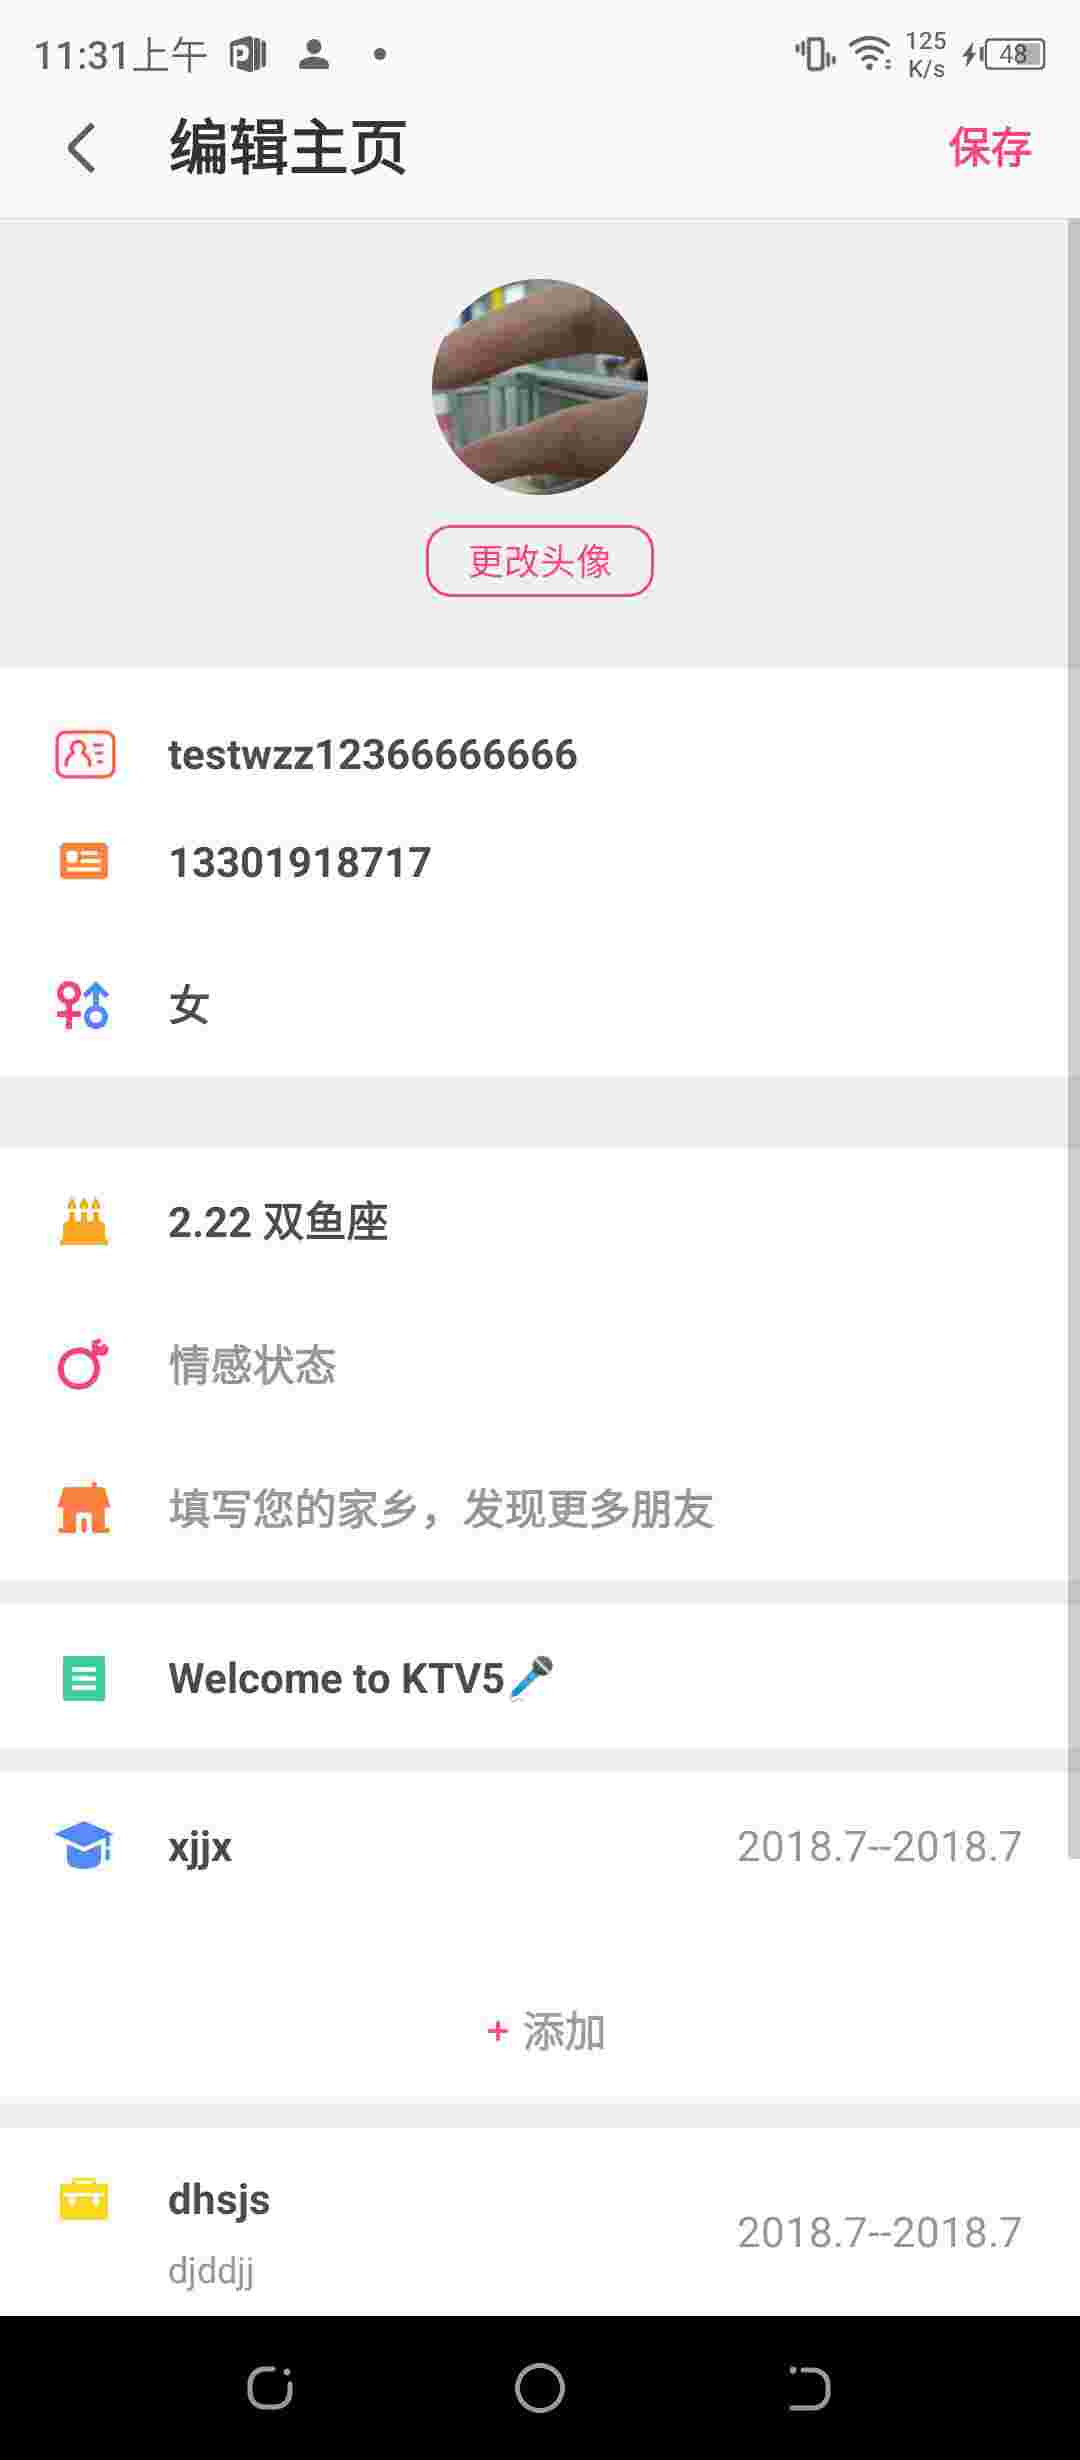 11:31上午
125
K/s
48
编辑主页
保存
更改头像
testwzz12366666666
13301918717
女
2.22 双鱼座
情感状态
填写您的家乡，发现更多朋友
Welcome to KTV5🎤
xjjx
2018.7--2018.7
+ 添加
dhsjs
2018.7--2018.7
djddjj